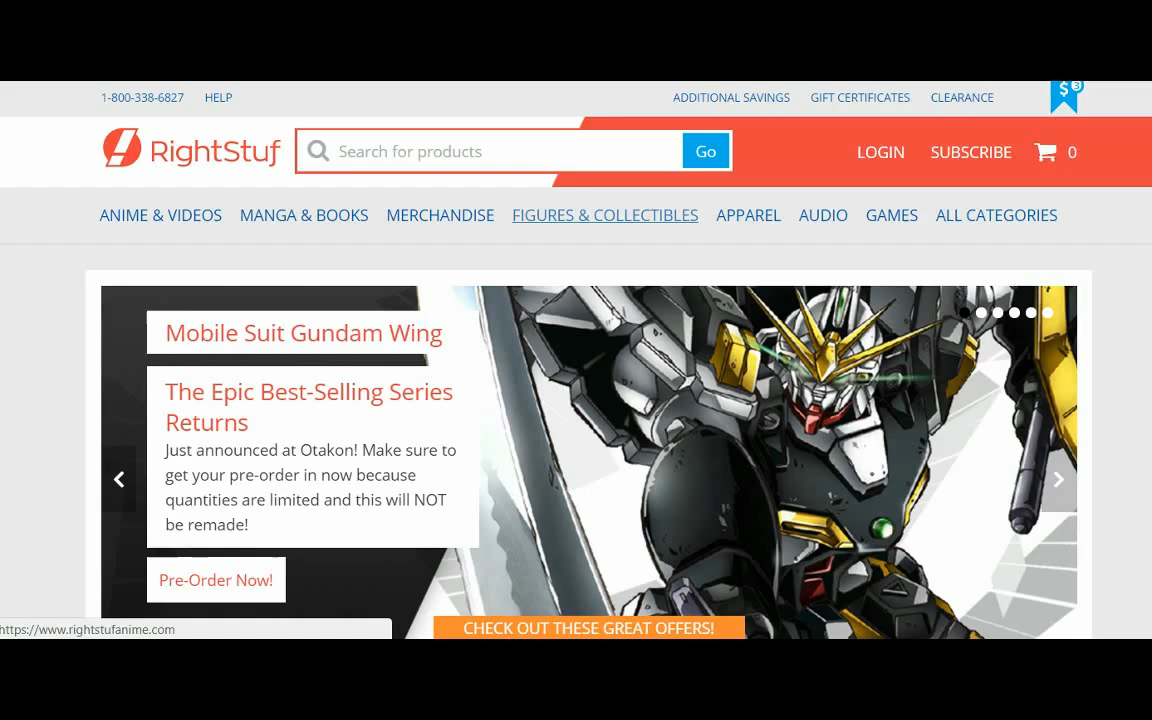 1-800-338-6827 HELP ADDITIONAL SAVINGS GIFT CERTIFICATES CLEARANCE $ 3
RightStuf Search for products Go LOGIN SUBSCRIBE 0
ANIME & VIDEOS MANGA & BOOKS MERCHANDISE FIGURES & COLLECTIBLES APPAREL AUDIO GAMES ALL CATEGORIES
Mobile Suit Gundam Wing
The Epic Best-Selling Series
Returns
Just announced at Otakon! Make sure to
get your pre-order in now because
quantities are limited and this will NOT
be remade!
Pre-Order Now!
CHECK OUT THESE GREAT OFFERS!
https://www.rightstufanime.com